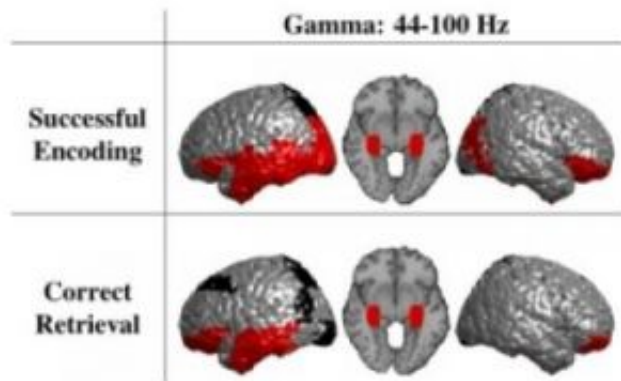 Gamma: 44-100 Hz
Successful
Encoding
Correct
Retrieval